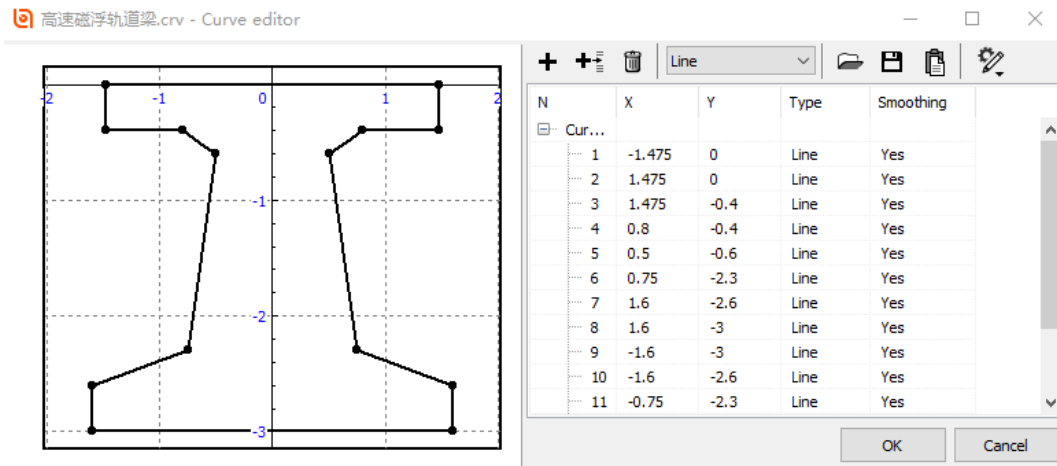 高速磁浮轨道梁.crv - Curve editor
Line
-2 -1 0 1 2
-1
-2
-3
N X Y Type Smoothing
Cur...
1 -1.475 0 Line Yes
2 1.475 0 Line Yes
3 1.475 -0.4 Line Yes
4 0.8 -0.4 Line Yes
5 0.5 -0.6 Line Yes
6 0.75 -2.3 Line Yes
7 1.6 -2.6 Line Yes
8 1.6 -3 Line Yes
9 -1.6 -3 Line Yes
10 -1.6 -2.6 Line Yes
11 -0.75 -2.3 Line Yes
OK Cancel